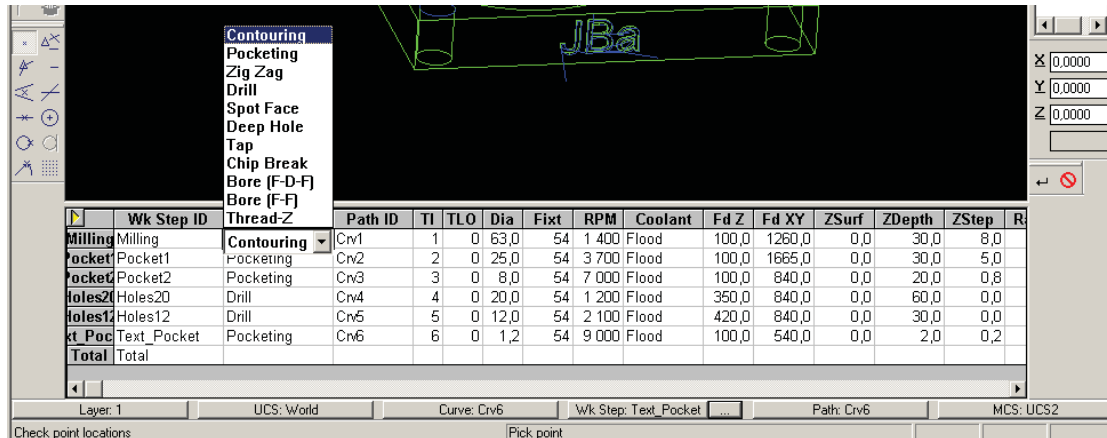 Contouring
Pocketing
Zig Zag
Drill
Spot Face
Deep Hole
Tap
Chip Break
Bore (F-D-F)
Bore (F-F)
Thread-Z
JBa
X 0,0000
Y 0,0000
Z 0,0000
Wk Step ID Path ID TI TLO Dia Fixt RPM Coolant Fd Z Fd XY ZSurf ZDepth ZStep
Milling Milling Contouring Crv1 1 0 63,0 54 1 400 Flood 100,0 1260,0 0,0 30,0 8,0
Pocket1 Pocket1 Pocketing Crv2 2 0 25,0 54 3 700 Flood 100,0 1665,0 0,0 30,0 5,0
Pocket2 Pocket2 Pocketing Crv3 3 0 8,0 54 7 000 Flood 100,0 840,0 0,0 20,0 0,8
Holes20 Holes20 Drill Crv4 4 0 20,0 54 1 200 Flood 350,0 840,0 0,0 60,0 0,0
Holes12 Holes12 Drill Crv5 5 0 12,0 54 2 100 Flood 420,0 840,0 0,0 30,0 0,0
xt_Poc Text_Pocket Pocketing Crv6 6 0 1,2 54 9 000 Flood 100,0 540,0 0,0 2,0 0,2
Total Total
Layer: 1 UCS: World Curve: Crv6 Wk Step: Text_Pocket ... Path: Crv6 MCS: UCS2
Check point locations Pick point